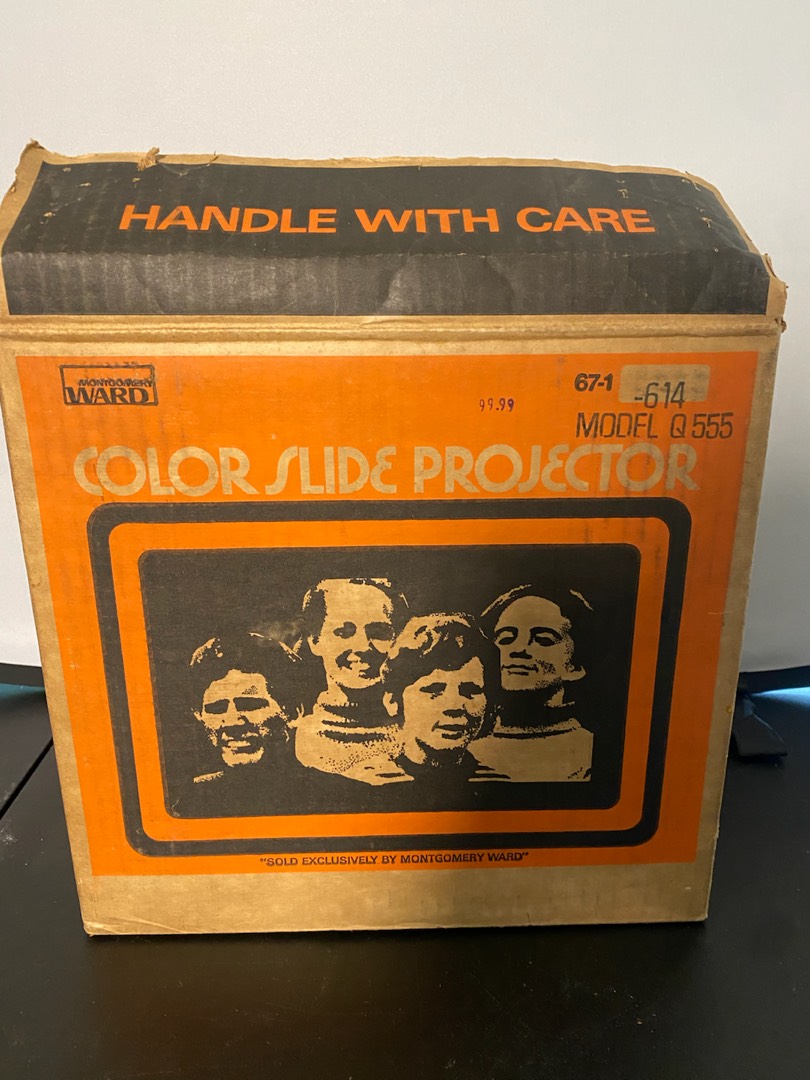 HANDLE WITH CARE
MONTGOMERY
WARD
67-1 -614
99.99
MODEL Q 555
COLOR SLIDE PROJECTOR
"SOLD EXCLUSIVELY BY MONTGOMERY WARD"